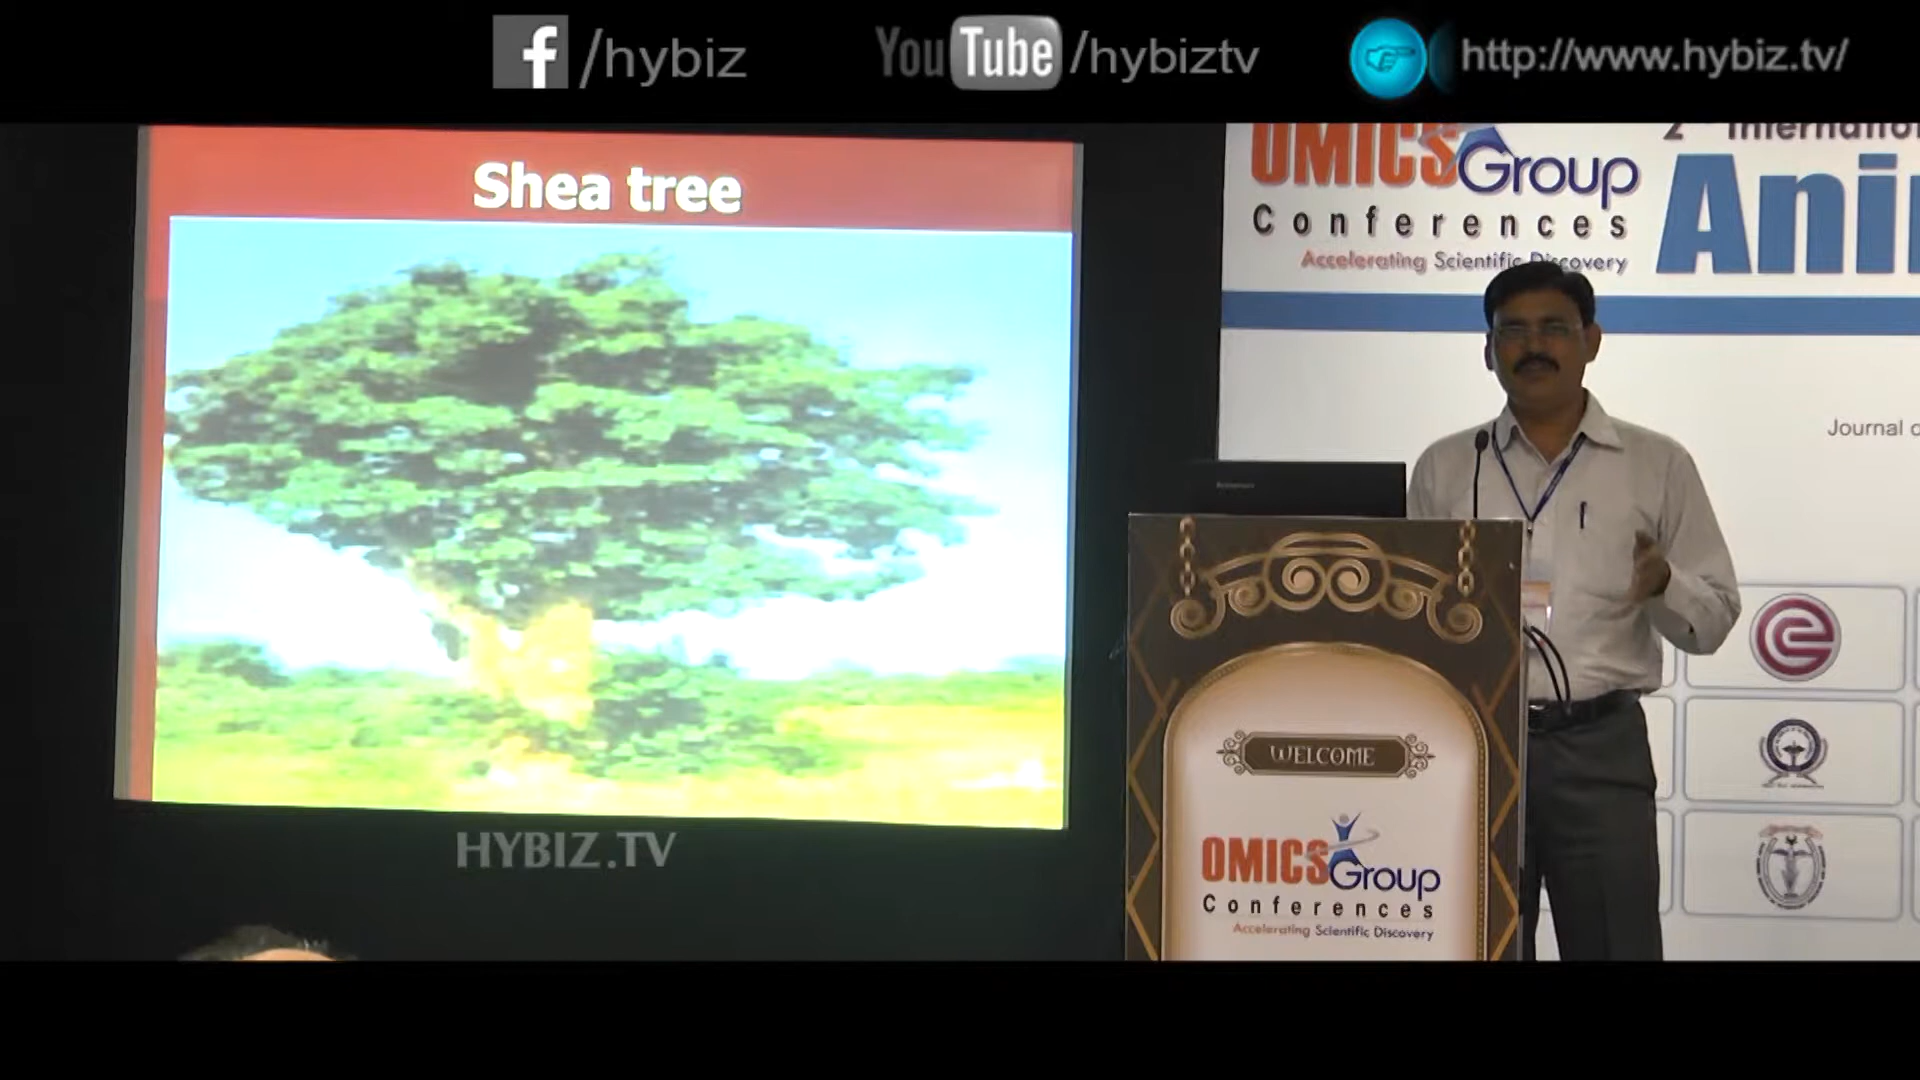 /hybiz
YouTube/hybiztv
http://www.hybiz.tv/
Shea tree
OMICS Group
Conferences
Accelerating Scientific Discovery
2
Ani
Journal
WELCOME
OMICS Group
Conferences
Accelerating Scientific Discovery
HYBIZ.TV